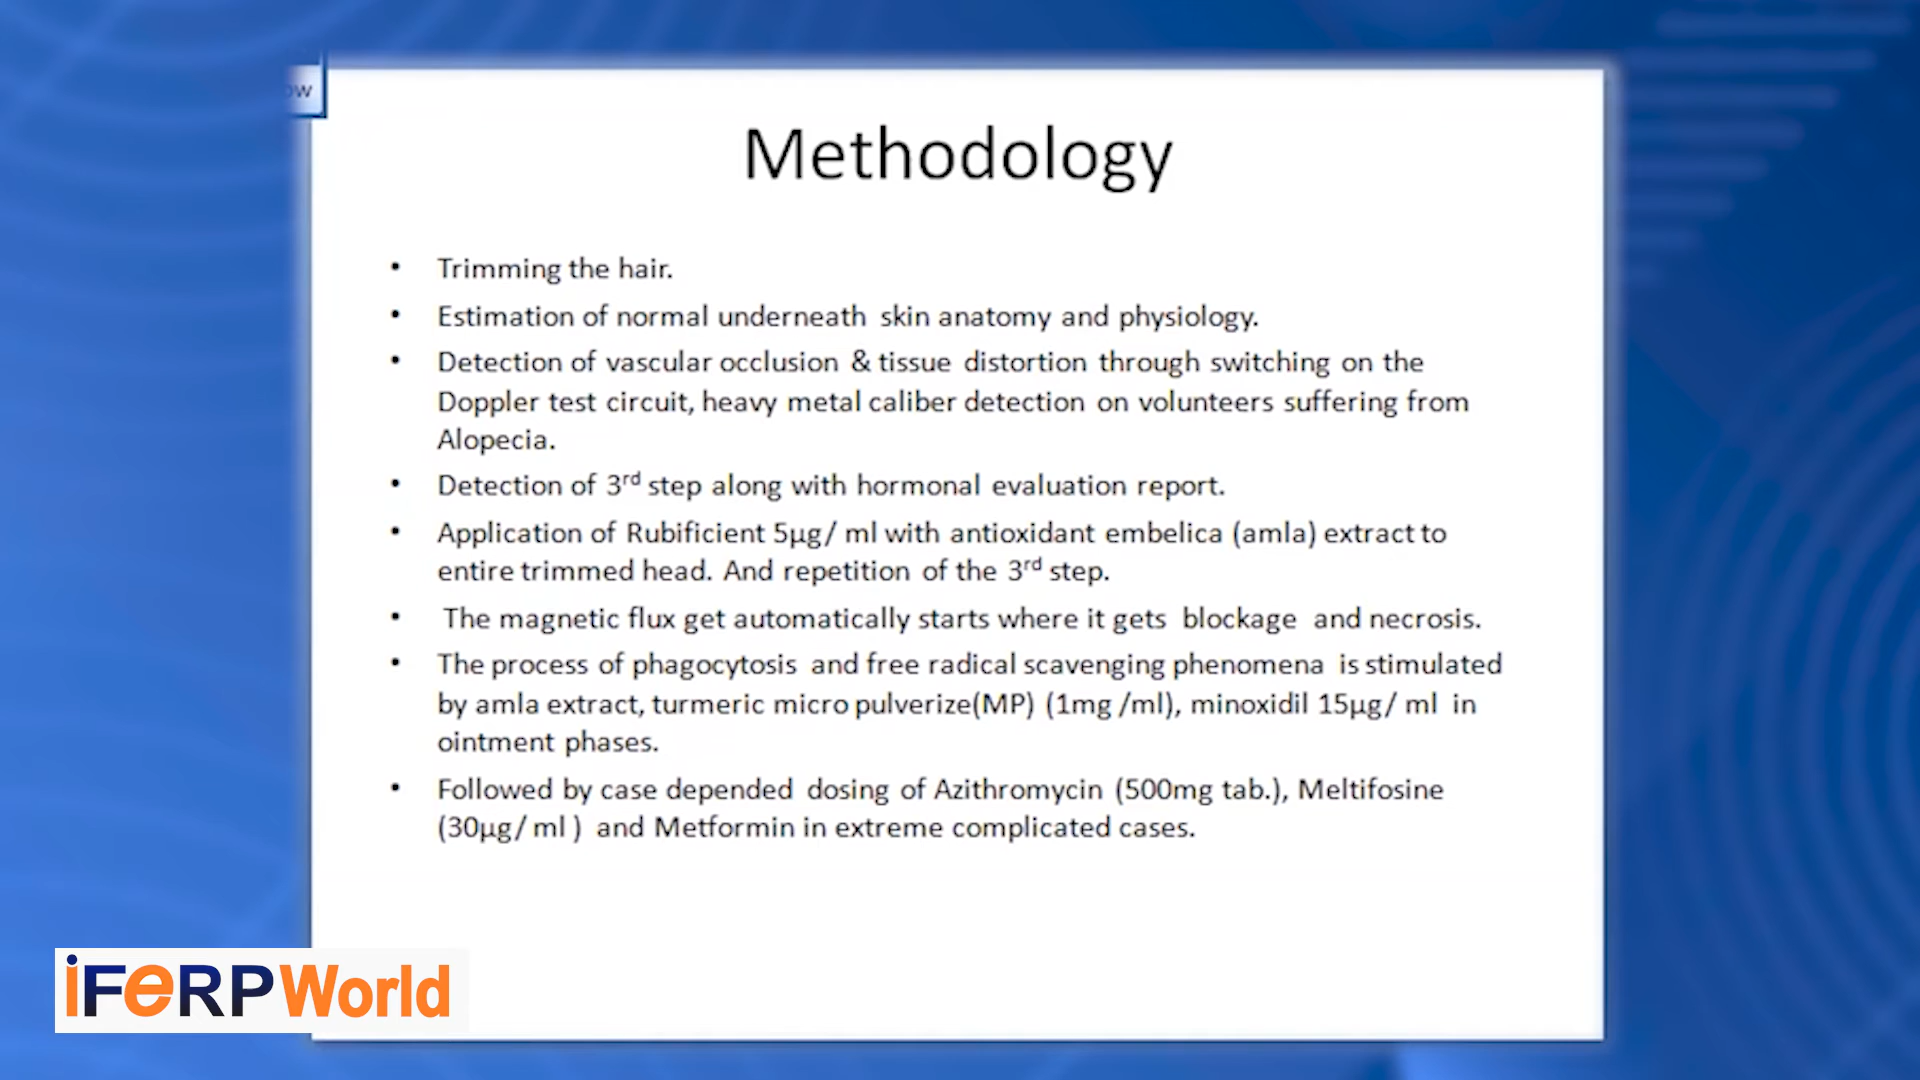 ow
Methodology
• Trimming the hair.
• Estimation of normal underneath skin anatomy and physiology.
• Detection of vascular occlusion & tissue distortion through switching on the
Doppler test circuit, heavy metal caliber detection on volunteers suffering from
Alopecia.
• Detection of 3rd step along with hormonal evaluation report.
• Application of Rubificient 5µg/ ml with antioxidant embelica (amla) extract to
entire trimmed head. And repetition of the 3rd step.
• The magnetic flux get automatically starts where it gets blockage and necrosis.
• The process of phagocytosis and free radical scavenging phenomena is stimulated
by amla extract, turmeric micro pulverize(MP) (1mg /ml), minoxidil 15µg/ ml in
ointment phases.
• Followed by case depended dosing of Azithromycin (500mg tab.), Meltifosine
(30µg/ ml ) and Metformin in extreme complicated cases.
iFeRPWorld